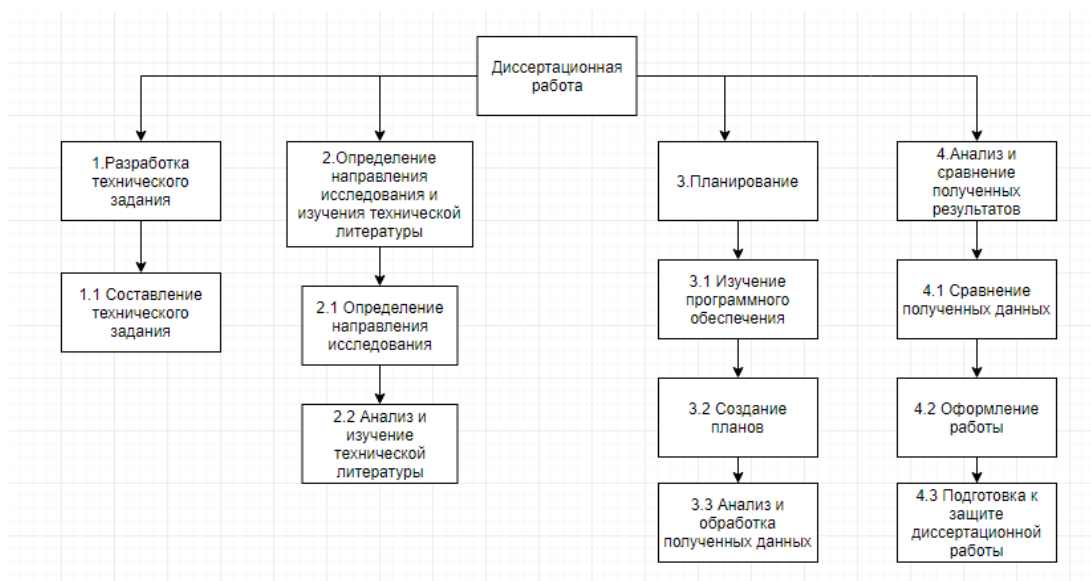 Диссертационная
работа
1.Разработка
технического
задания
1.1 Составление
технического
задания
2.Определение
направления
исследования и
изучения технической
литературы
2.1 Определение
направления
исследования
2.2 Анализ и
изучение
технической
литературы
3.Планирование
3.1 Изучение
программного
обеспечения
3.2 Создание
планов
3.3 Анализ и
обработка
полученных данных
4.Анализ и
сравнение
полученных
результатов
4.1 Сравнение
полученных данных
4.2 Оформление
работы
4.3 Подготовка к
защите
диссертационной
работы